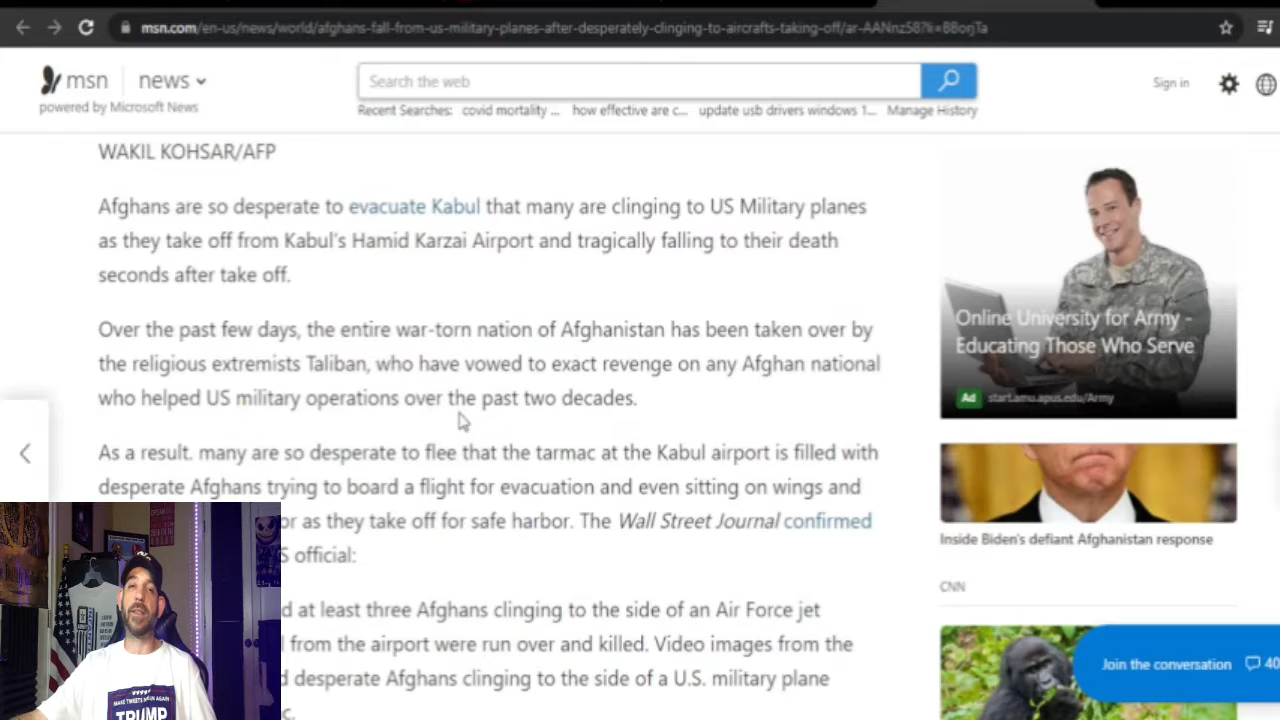 msn.com/en-us/news/world/afghans-fall-from-us-military-planes-after-desperately-clinging-to-aircrafts-taking-off/ar-AANnz58?li=BBorjTa
msn news
powered by Microsoft News
Search the web
Sign in
Recent Searches: covid mortality ... how effective are c... update usb drivers windows 1... Manage History
WAKIL KOHSAR/AFP
Afghans are so desperate to evacuate Kabul that many are clinging to US Military planes
as they take off from Kabul's Hamid Karzai Airport and tragically falling to their death
seconds after take off.
Over the past few days, the entire war-torn nation of Afghanistan has been taken over by
the religious extremists Taliban, who have vowed to exact revenge on any Afghan national
who helped US military operations over the past two decades.
As a result. many are so desperate to flee that the tarmac at the Kabul airport is filled with
desperate Afghans trying to board a flight for evacuation and even sitting on wings and
or as they take off for safe harbor. The Wall Street Journal confirmed
S official:
d at least three Afghans clinging to the side of an Air Force jet
from the airport were run over and killed. Video images from the
d desperate Afghans clinging to the side of a U.S. military plane
c.
Online University for Army -
Educating Those Who Serve
Ad start.amu.apus.edu/Army
Inside Biden's defiant Afghanistan response
CNN
Join the conversation 40
TRUMP